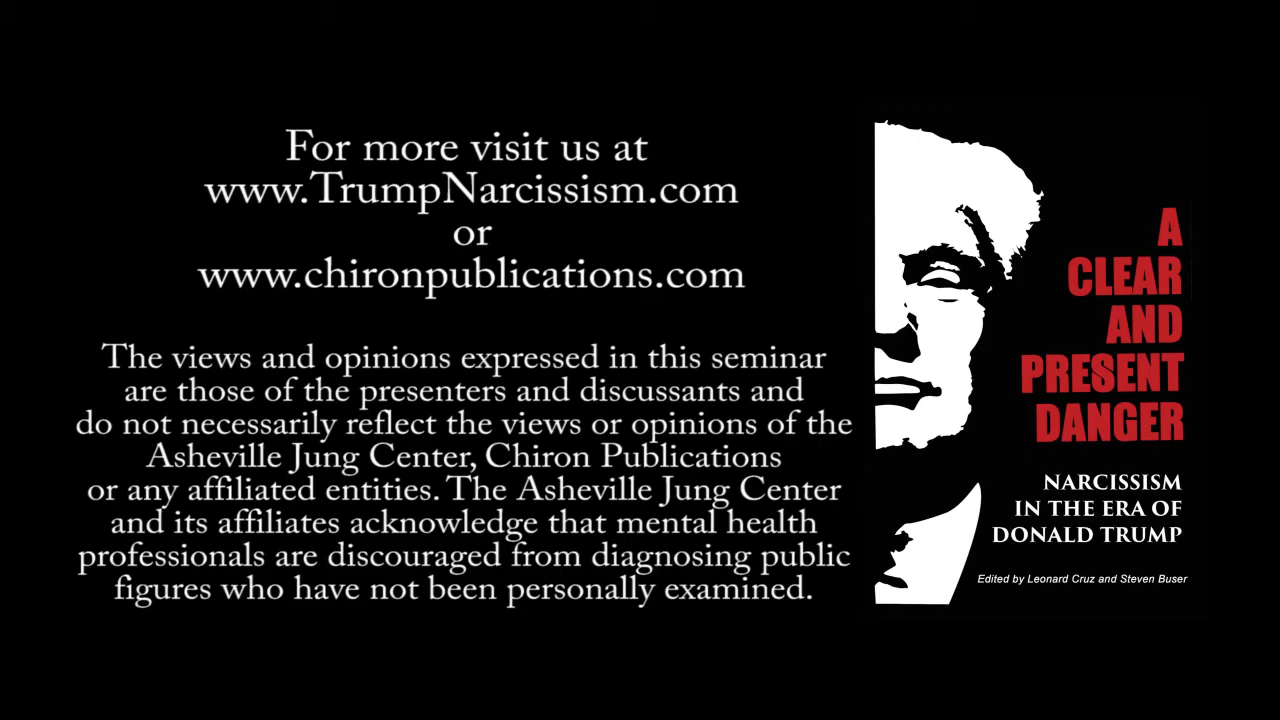 For more visit us at
www.TrumpNarcissism.com
or
www.chironpublications.com
The views and opinions expressed in this seminar
are those of the presenters and discussants and
do not necessarily reflect the views or opinions of the
Asheville Jung Center, Chiron Publications
or any affiliated entities. The Asheville Jung Center
and its affiliates acknowledge that mental health
professionals are discouraged from diagnosing public
figures who have not been personally examined.
A
CLEAR
AND
PRESENT
DANGER
NARCISSISM
IN THE ERA OF
DONALD TRUMP
Edited by Leonard Cruz and Steven Buser